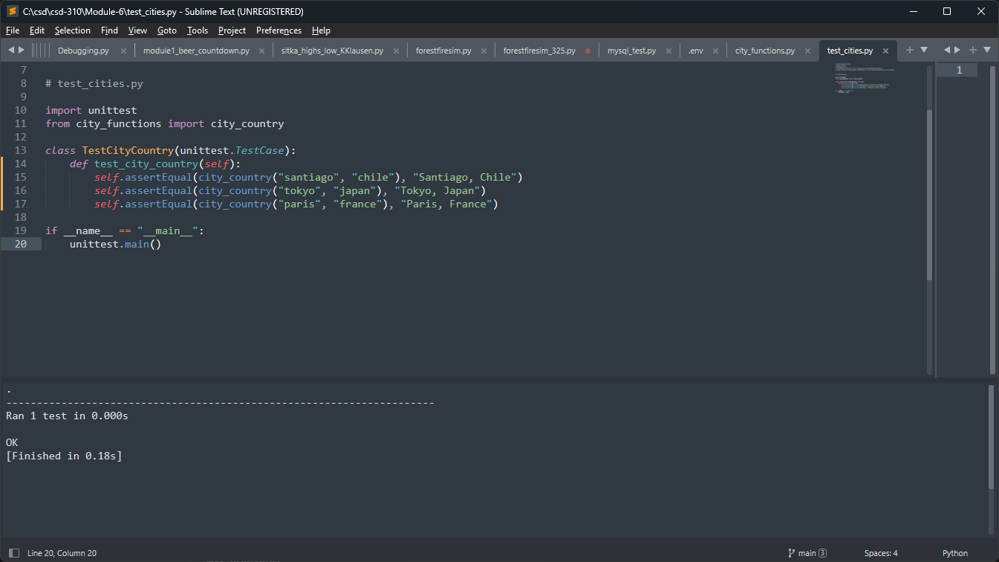 C:\csd\csd-310\Module-6\test_cities.py - Sublime Text (UNREGISTERED)
File Edit Selection Find View Goto Tools Project Preferences Help
Debugging.py module1_beer_countdown.py sitka_highs_low_KKlausen.py forestfiresim.py forestfiresim_325.py mysql_test.py .env city_functions.py test_cities.py
7
8 # test_cities.py
9
10 import unittest
11 from city_functions import city_country
12
13 class TestCityCountry(unittest.TestCase):
14     def test_city_country(self):
15         self.assertEqual(city_country("santiago", "chile"), "Santiago, Chile")
16         self.assertEqual(city_country("tokyo", "japan"), "Tokyo, Japan")
17         self.assertEqual(city_country("paris", "france"), "Paris, France")
18
19 if __name__ == "__main__":
20     unittest.main()
1
.
----------------------------------------------------------------------
Ran 1 test in 0.000s
OK
[Finished in 0.18s]
Line 20, Column 20 main 3 Spaces: 4 Python